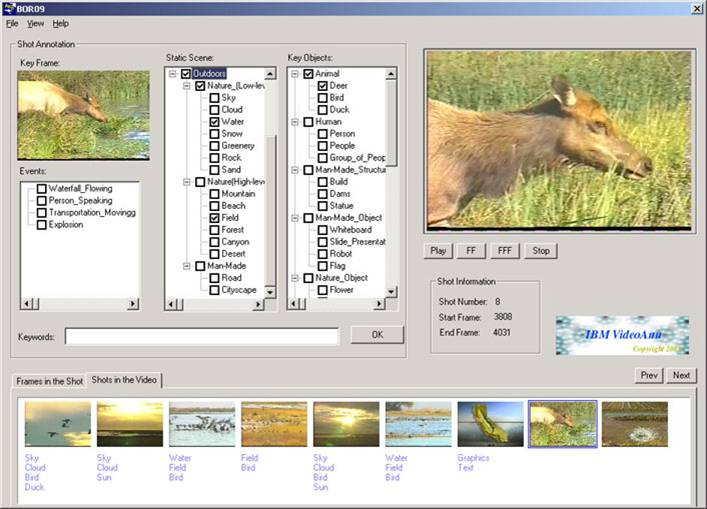 BOR09
File View Help
Shot Annotation
Key Frame:
Static Scene:
Key Objects:
Outdoors
Nature_(Low-leve
Sky
Cloud
Water
Snow
Greenery
Rock
Sand
Nature(High-leve
Mountain
Beach
Field
Forest
Canyon
Desert
Man-Made
Road
Cityscape
Animal
Deer
Bird
Duck
Human
Person
People
Group_of_Peop
Man-Made_Structu
Build
Dams
Statue
Man-Made_Object
Whiteboard
Slide_Presentat
Robot
Flag
Nature_Object
Flower
Events:
Waterfall_Flowing
Person_Speaking
Transportation_Movingg
Explosion
Keywords:
OK
Play FF FFF Stop
Shot Information
Shot Number: 8
Start Frame: 3808
End Frame: 4031
IBM VideoAnn
Prev Next
Frames in the Shot Shots in the Video
Sky
Cloud
Bird
Duck
Sky
Cloud
Sun
Water
Field
Bird
Field
Bird
Sky
Cloud
Bird
Sun
Water
Field
Bird
Graphics
Text